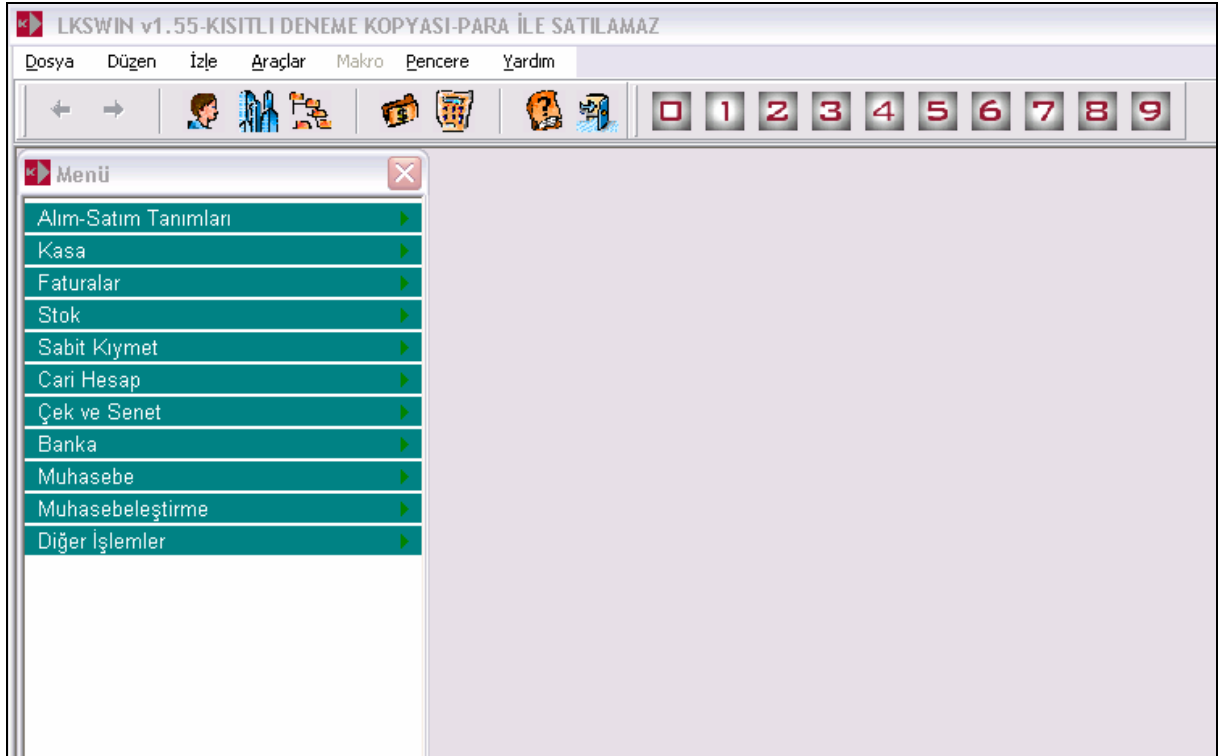 LKSWIN v1.55-KISITLI DENEME KOPYASI-PARA İLE SATILAMAZ
Dosya Düzen İzle Araçlar Makro Pencere Yardım
0 1 2 3 4 5 6 7 8 9
Menü
Alım-Satım Tanımları
Kasa
Faturalar
Stok
Sabit Kıymet
Cari Hesap
Çek ve Senet
Banka
Muhasebe
Muhasebeleştirme
Diğer İşlemler